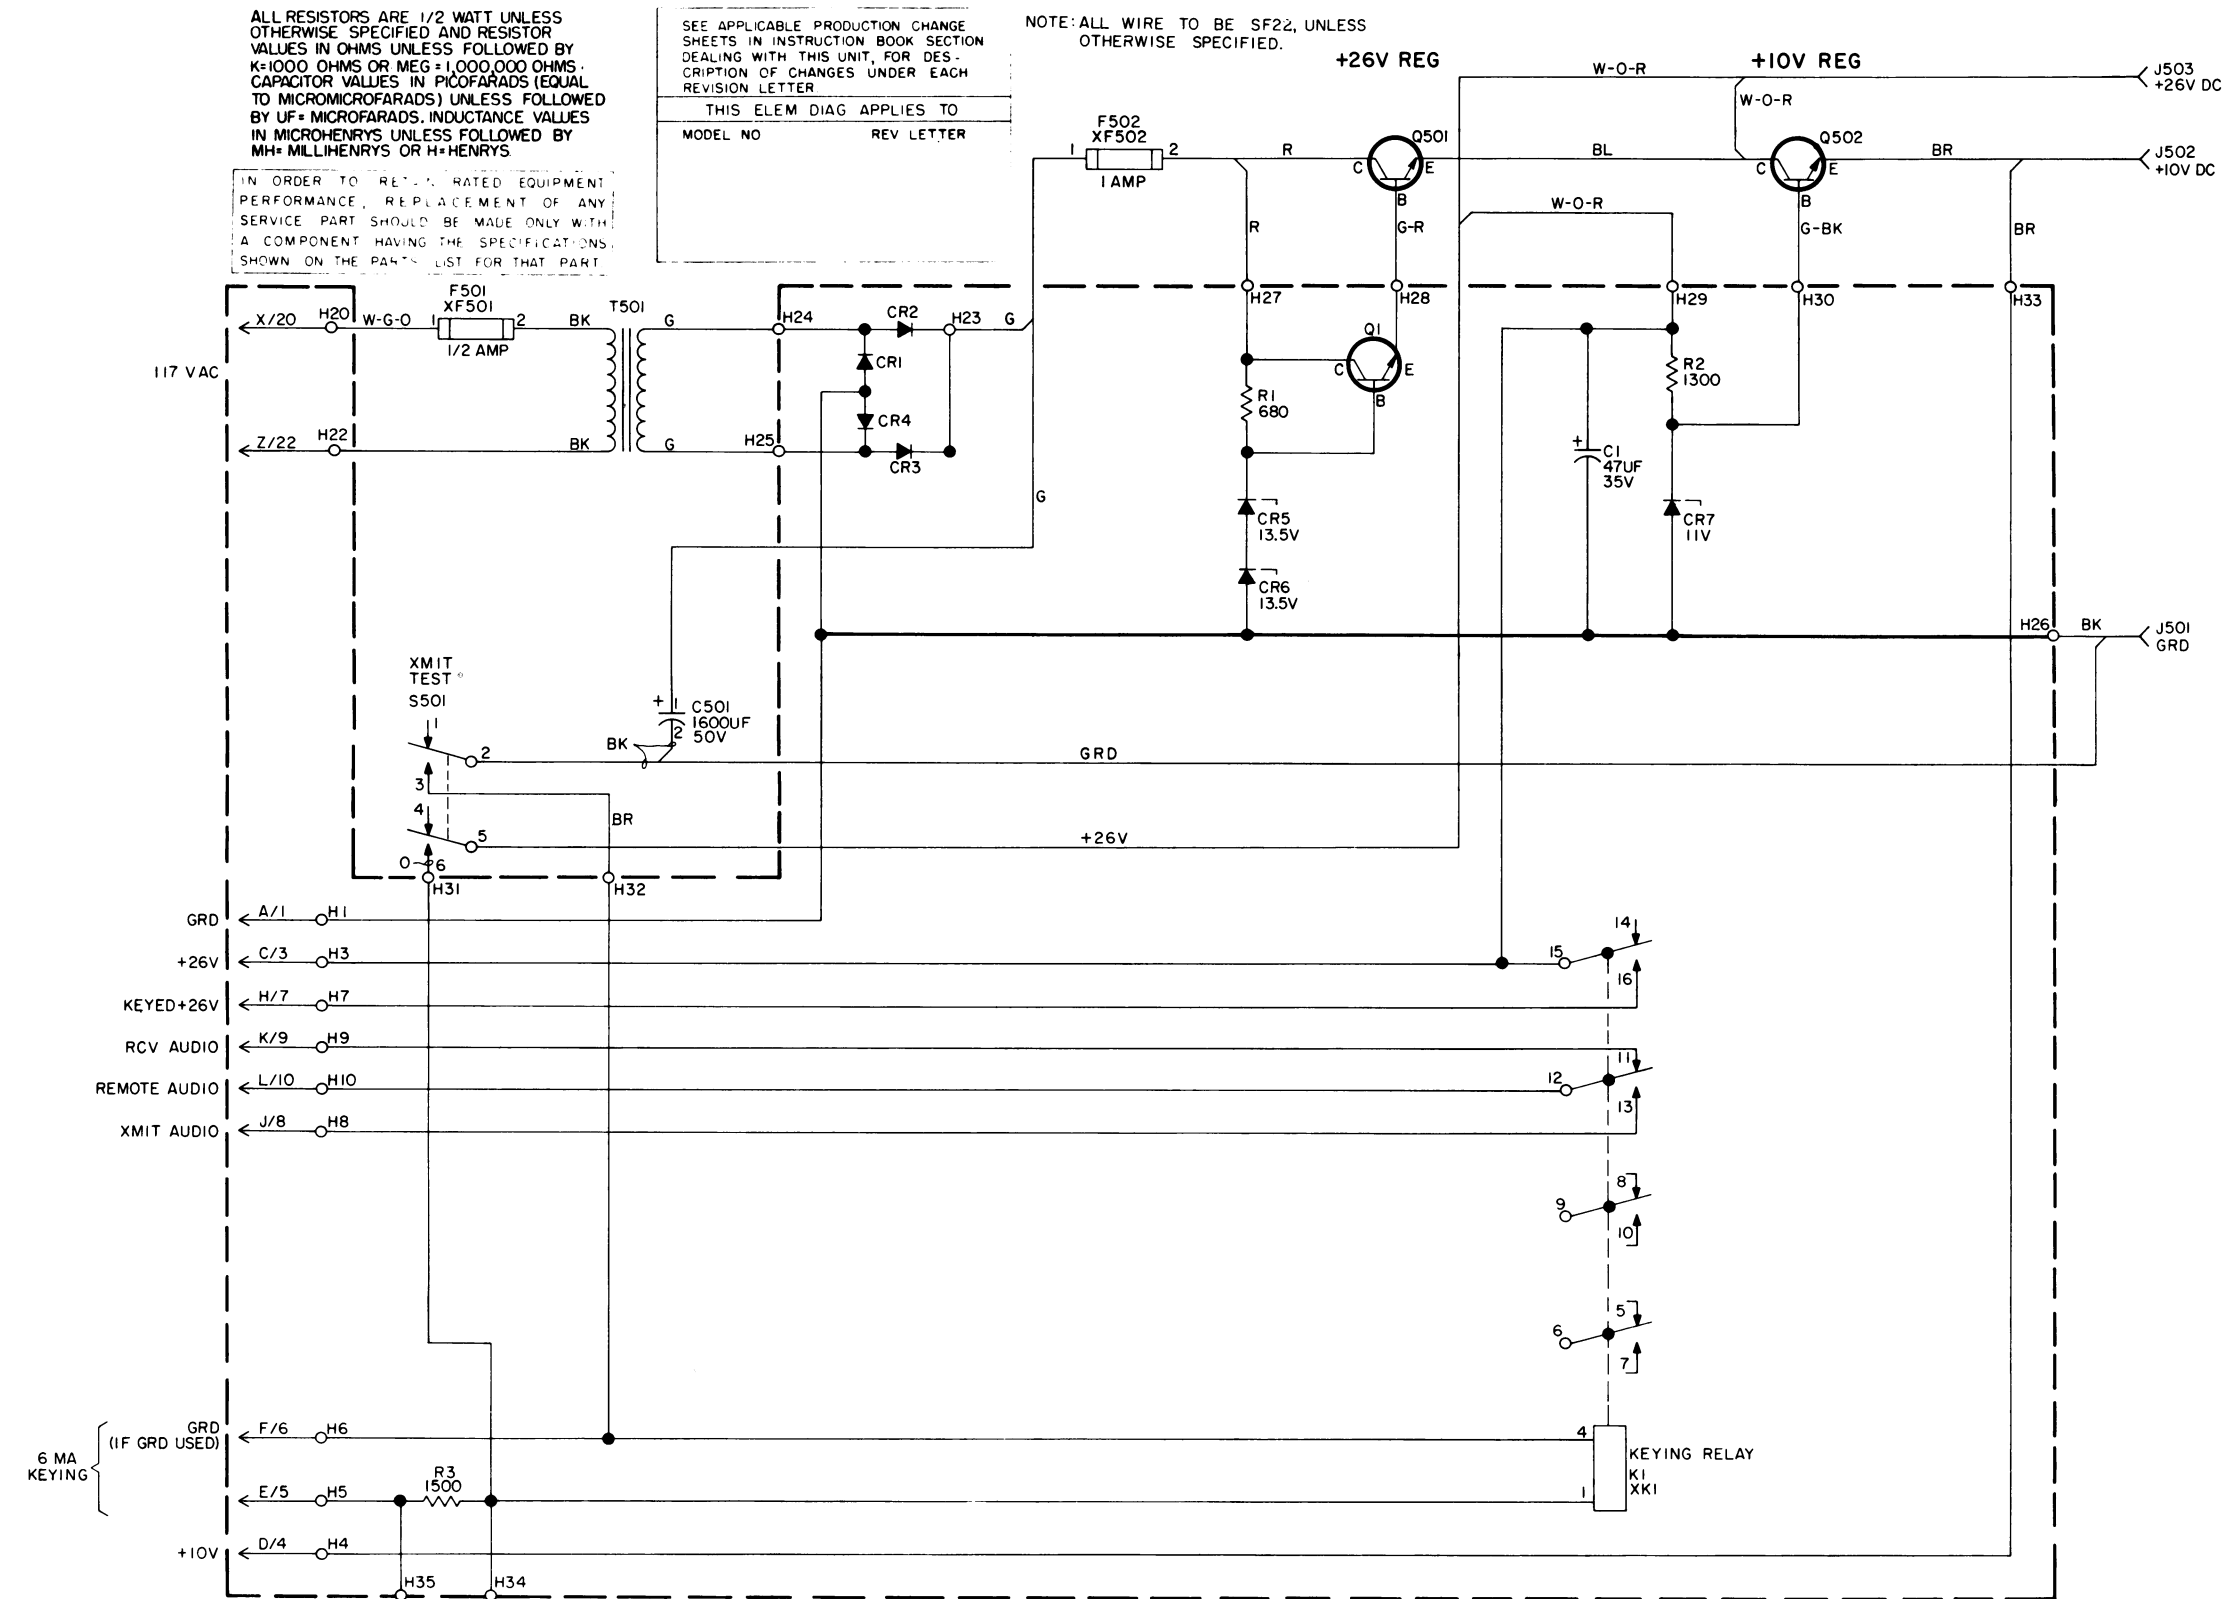 ALL RESISTORS ARE 1/2 WATT UNLESS
OTHERWISE SPECIFIED AND RESISTOR
VALUES IN OHMS UNLESS FOLLOWED BY
K=1000 OHMS OR MEG = 1,000,000 OHMS.
CAPACITOR VALUES IN PICOFARADS (EQUAL
TO MICROMICROFARADS) UNLESS FOLLOWED
BY UF= MICROFARADS. INDUCTANCE VALUES
IN MICROHENRYS UNLESS FOLLOWED BY
MH= MILLIHENRYS OR H=HENRYS.
IN ORDER TO RATED EQUIPMENT
PERFORMANCE, REPLACEMENT OF ANY
SERVICE PART SHOULD BE MADE ONLY WITH
A COMPONENT HAVING THE SPECIFICATIONS
SHOWN ON THE PARTS LIST FOR THAT PART
SEE APPLICABLE PRODUCTION CHANGE
SHEETS IN INSTRUCTION BOOK SECTION
DEALING WITH THIS UNIT, FOR DES-
CRIPTION OF CHANGES UNDER EACH
REVISION LETTER
THIS ELEM DIAG APPLIES TO
MODEL NO REV LETTER
NOTE: ALL WIRE TO BE SF22, UNLESS
OTHERWISE SPECIFIED.
+26V REG
+10V REG
W-O-R
J503
+26V DC
W-O-R
F502
XF502
1 2
1 AMP
R
Q501
C E
B
BL
Q502
C E
B
BR
J502
+10V DC
W-O-R
R
G-R
G-BK
BR
H27
H28
H29
H30
H33
117 VAC
X/20
H20
W-G-O
F501
XF501
1 2
1/2 AMP
BK
T501
G
H24
CR2
H23
G
CR1
CR4
CR3
Z/22
H22
BK
G
H25
G
Q1
C E
B
R1
680
R2
1300
+
C1
47UF
35V
CR5
13.5V
CR6
13.5V
CR7
11V
H26
BK
J501
GRD
XMIT
TEST
S501
1
2
3
4
5
O
6
BK
+
1
C501
1600UF
50V
2
GRD
BR
+26V
H31
H32
GRD A/1 H1
+26V C/3 H3
KEYED+26V H/7 H7
RCV AUDIO K/9 H9
REMOTE AUDIO L/10 H10
XMIT AUDIO J/8 H8
14
15
16
11
12
13
8
9
10
5
6
7
6 MA
KEYING
GRD
(IF GRD USED)
F/6 H6
4
KEYING RELAY
K1
XK1
1
E/5 H5
R3
1500
+10V D/4 H4
H35
H34